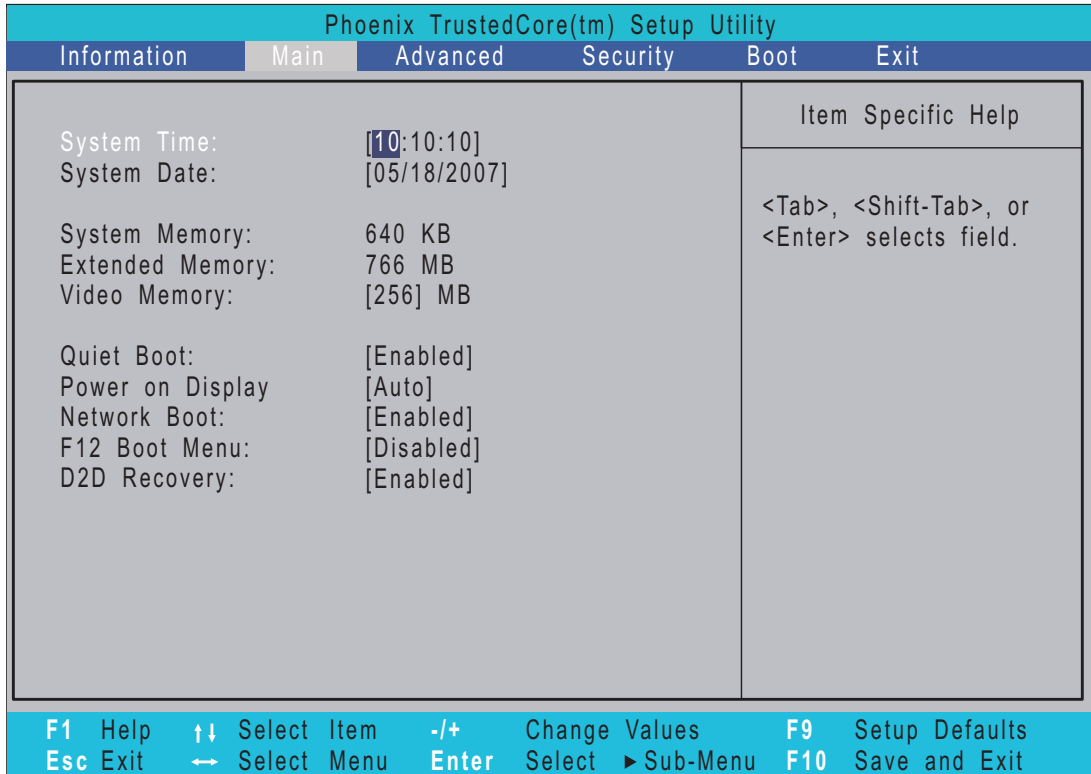 Phoenix TrustedCore(tm) Setup Utility
Information Main Advanced Security Boot Exit
System Time: [10:10:10]
System Date: [05/18/2007]
System Memory: 640 KB
Extended Memory: 766 MB
Video Memory: [256] MB
Quiet Boot: [Enabled]
Power on Display [Auto]
Network Boot: [Enabled]
F12 Boot Menu: [Disabled]
D2D Recovery: [Enabled]
Item Specific Help
<Tab>, <Shift-Tab>, or
<Enter> selects field.
F1 Help ↑↓ Select Item -/+ Change Values F9 Setup Defaults
Esc Exit ↔ Select Menu Enter Select ▶Sub-Menu F10 Save and Exit